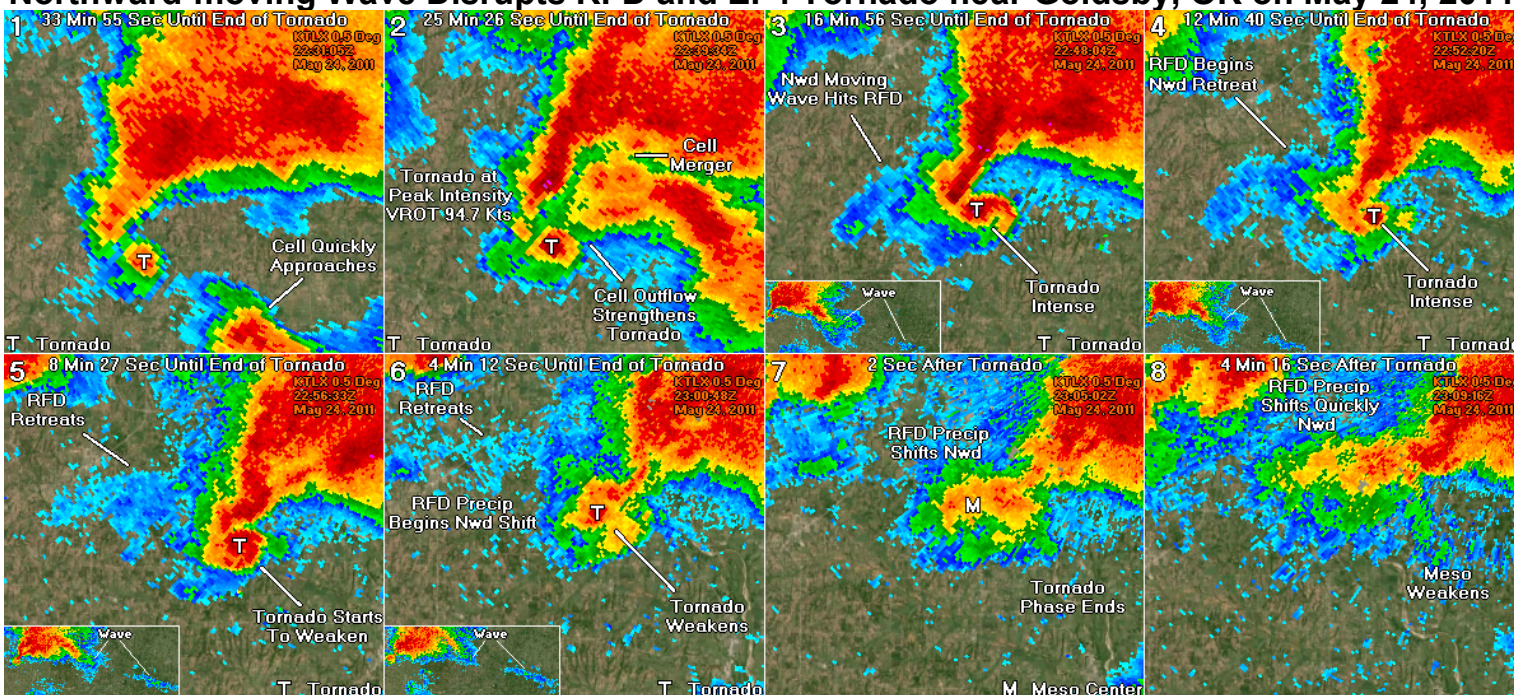 Northward moving Wave Disrupts RFD and EF4 Tornado near Goldsby, OK on May 24, 2011
1
33 Min 55 Sec Until End of Tornado
KTLX 0.5 Deg
22:31:05Z
May 24, 2011
T
Cell Quickly
Approaches
T Tornado
2
25 Min 26 Sec Until End of Tornado
KTLX 0.5 Deg
22:39:34Z
May 24, 2011
Cell
Merger
Tornado at
Peak Intensity
VROT 94.7 Kts
T
Cell Outflow
Strengthens
Tornado
T Tornado
3
16 Min 56 Sec Until End of Tornado
KTLX 0.5 Deg
22:48:04Z
May 24, 2011
Nwd Moving
Wave Hits RFD
T
Tornado
Intense
Wave
T Tornado
4
12 Min 40 Sec Until End of Tornado
KTLX 0.5 Deg
22:52:20Z
May 24, 2011
RFD Begins
Nwd Retreat
T
Tornado
Intense
Wave
T Tornado
5
8 Min 27 Sec Until End of Tornado
KTLX 0.5 Deg
22:56:33Z
May 24, 2011
RFD
Retreats
T
Tornado Starts
To Weaken
Wave
T Tornado
6
4 Min 12 Sec Until End of Tornado
KTLX 0.5 Deg
23:00:48Z
May 24, 2011
RFD
Retreats
RFD Precip
Begins Nwd Shift
T
Tornado
Weakens
Wave
T Tornado
7
2 Sec After Tornado
KTLX 0.5 Deg
23:05:02Z
May 24, 2011
RFD Precip
Shifts Nwd
M
Tornado
Phase Ends
M Meso Center
8
4 Min 16 Sec After Tornado
KTLX 0.5 Deg
23:09:16Z
May 24, 2011
RFD Precip
Shifts Quickly
Nwd
Meso
Weakens